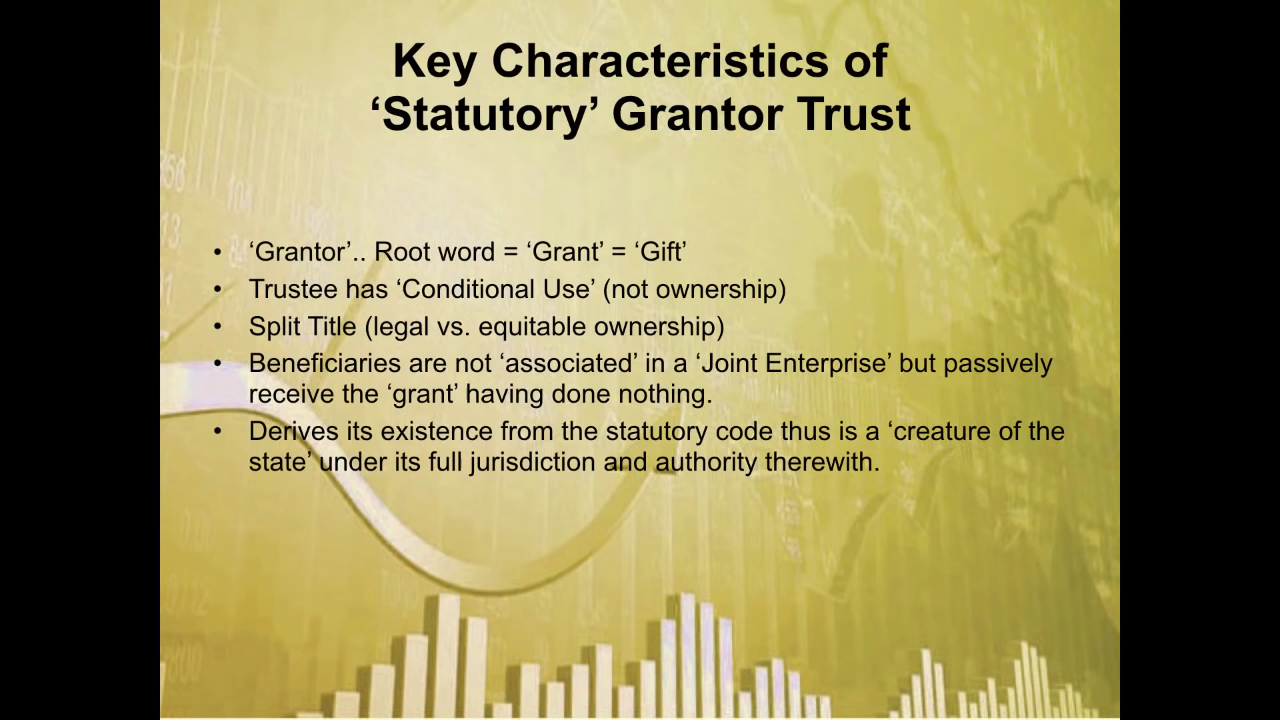 Key Characteristics of
‘Statutory’ Grantor Trust
• ‘Grantor’.. Root word = ‘Grant’ = ‘Gift’
• Trustee has ‘Conditional Use’ (not ownership)
• Split Title (legal vs. equitable ownership)
• Beneficiaries are not ‘associated’ in a ‘Joint Enterprise’ but passively
receive the ‘grant’ having done nothing.
• Derives its existence from the statutory code thus is a ‘creature of the
state’ under its full jurisdiction and authority therewith.